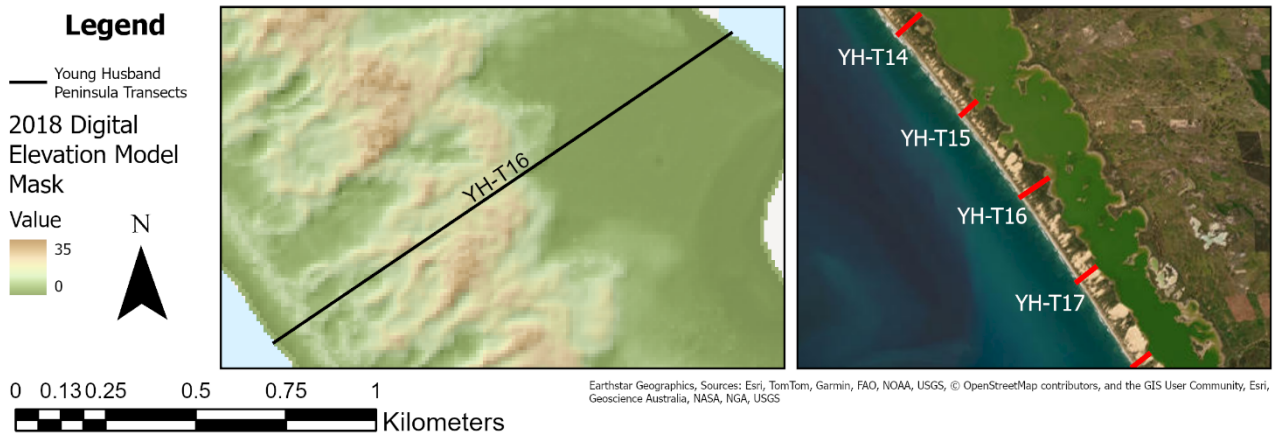 Legend
Young Husband
Peninsula Transects
2018 Digital
Elevation Model
Mask
Value
35
0
N
YH-T16
YH-T14
YH-T15
YH-T16
YH-T17
0 0.13 0.25 0.5 0.75 1
Kilometers
Earthstar Geographics, Sources: Esri, TomTom, Garmin, FAO, NOAA, USGS, © OpenStreetMap contributors, and the GIS User Community, Esri,
Geoscience Australia, NASA, NGA, USGS